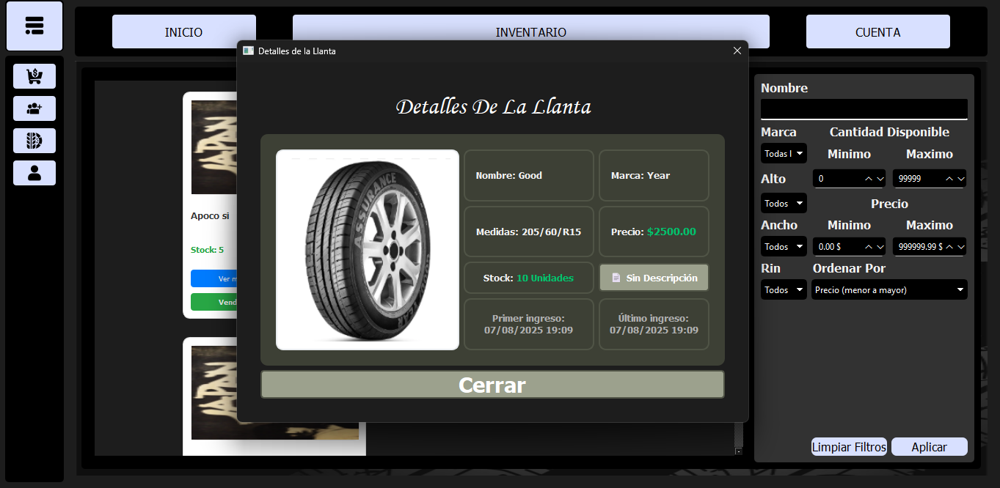 INICIO
INVENTARIO
CUENTA
Detalles de la Llanta
Detalles De La Llanta
ASSURANCE
Nombre: Good
Marca: Year
Medidas: 205/60/R15
Precio: $2500.00
Stock: 10 Unidades
Sin Descripción
Primer ingreso:
07/08/2025 19:09
Último ingreso:
07/08/2025 19:09
Cerrar
JAPAN
Apoco si
Stock: 5
Ver m
Vend
Nombre
Marca
Cantidad Disponible
Todas l
Minimo
Maximo
Alto
0
99999
Todos
Precio
Ancho
Minimo
Maximo
Todos
0.00 $
999999.99 $
Rin
Ordenar Por
Todos
Precio (menor a mayor)
Limpiar Filtros
Aplicar